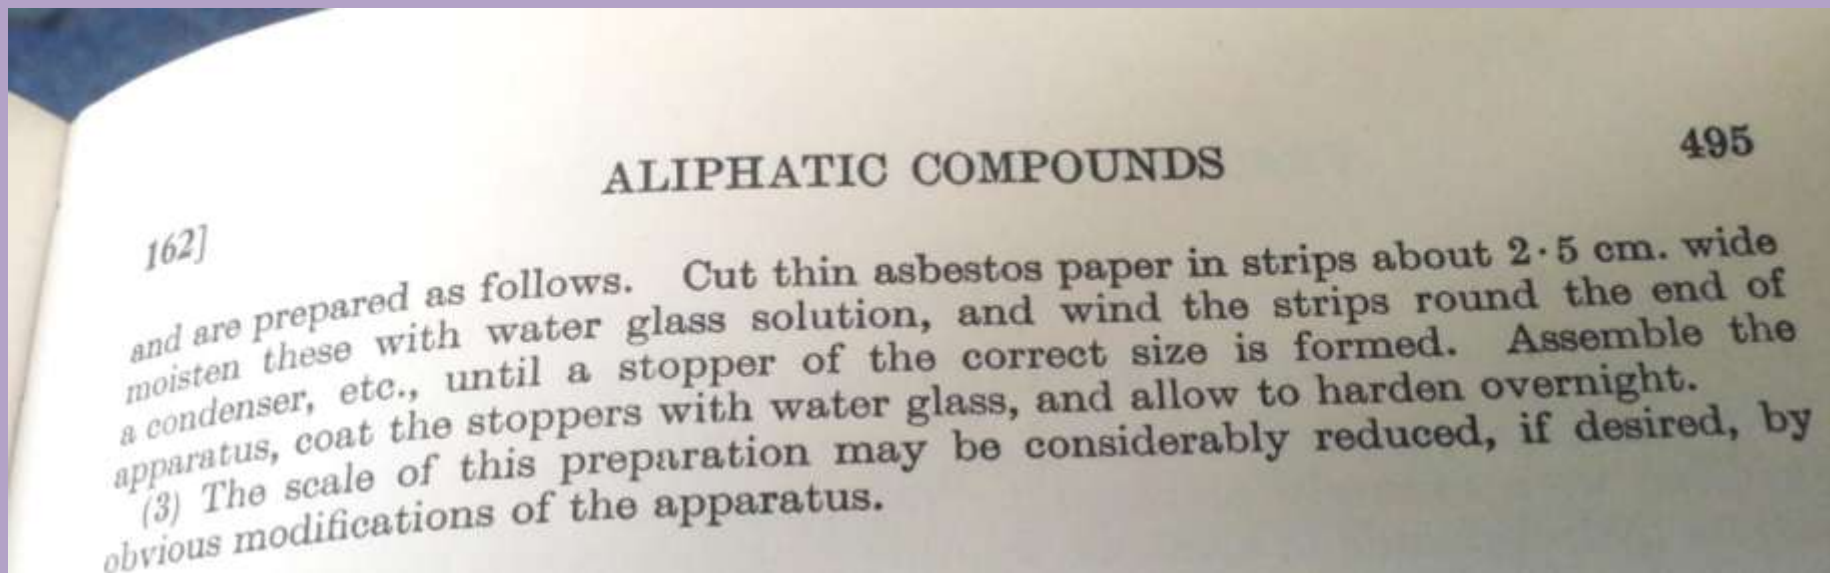 ALIPHATIC COMPOUNDS 495
162]
and are prepared as follows. Cut thin asbestos paper in strips about 2·5 cm. wide
moisten these with water glass solution, and wind the strips round the end of
a condenser, etc., until a stopper of the correct size is formed. Assemble the
apparatus, coat the stoppers with water glass, and allow to harden overnight.
(3) The scale of this preparation may be considerably reduced, if desired, by
obvious modifications of the apparatus.